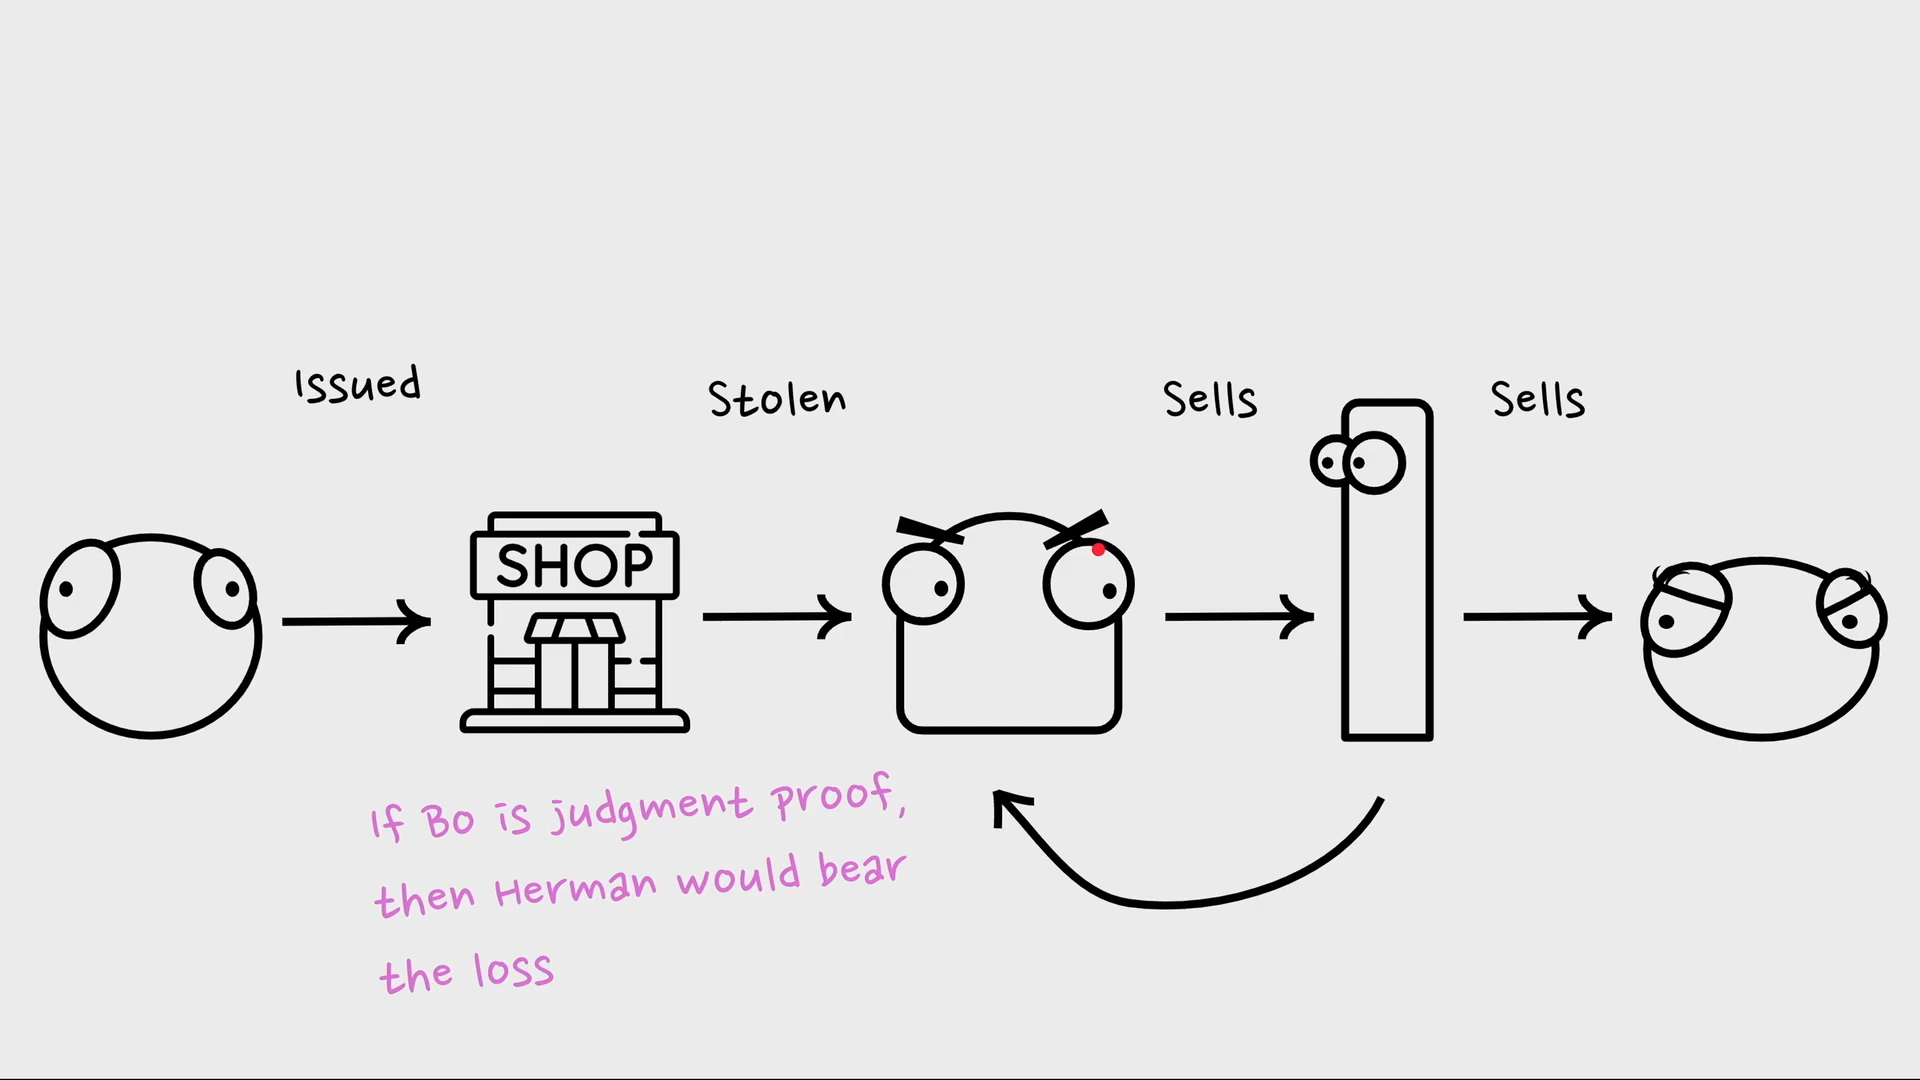 Issued
Stolen
Sells
Sells
SHOP
If Bo is judgment proof,
then Herman would bear
the loss